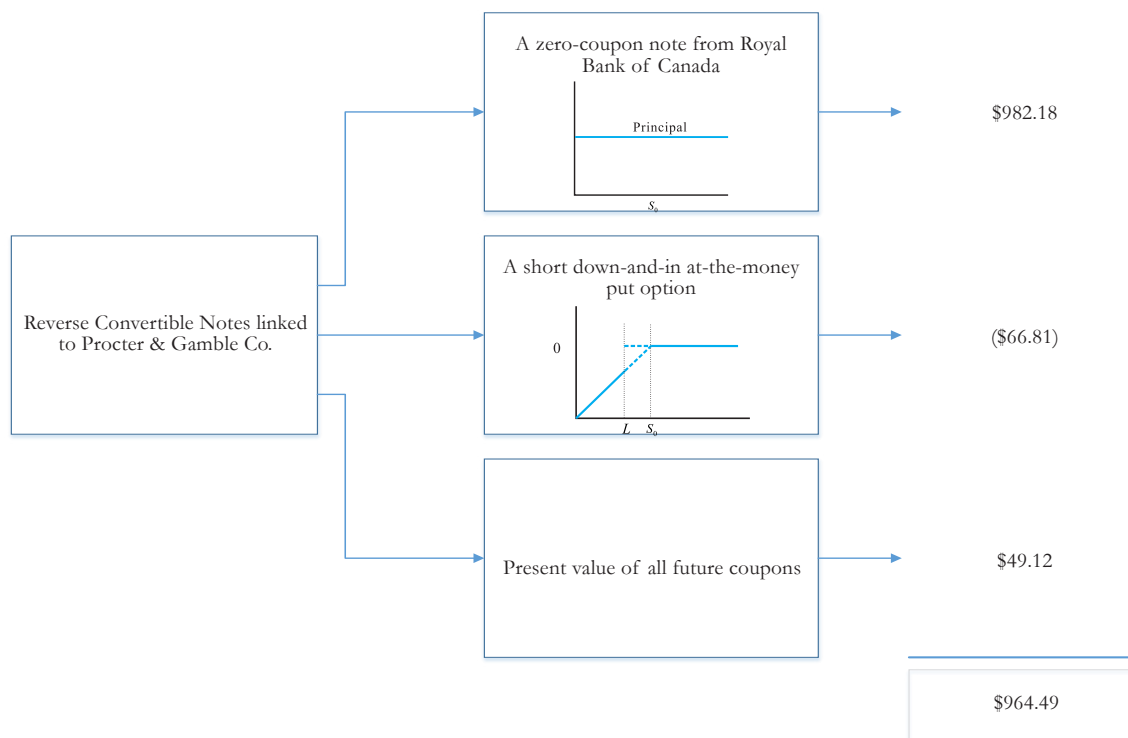 A zero-coupon note from Royal
Bank of Canada
Principal
S₀
$982.18
Reverse Convertible Notes linked
to Procter & Gamble Co.
A short down-and-in at-the-money
put option
0
L S₀
($66.81)
Present value of all future coupons
$49.12
$964.49